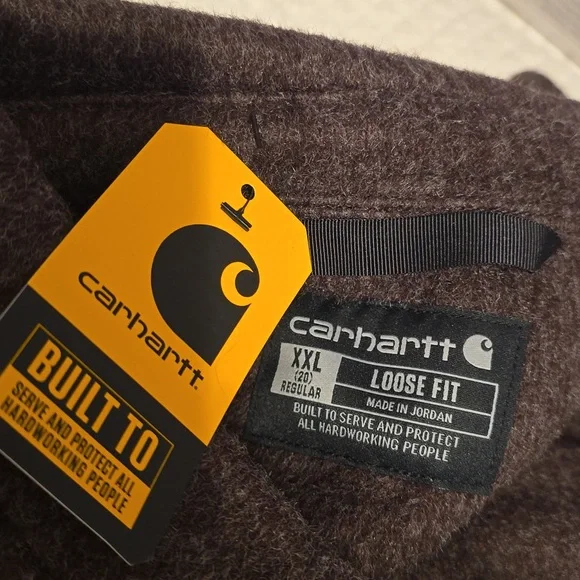 carhartt
BUILT TO
SERVE AND PROTECT ALL
HARDWORKING PEOPLE
carhartt
XXL
(20)
REGULAR
LOOSE FIT
MADE IN JORDAN
BUILT TO SERVE AND PROTECT
ALL HARDWORKING PEOPLE